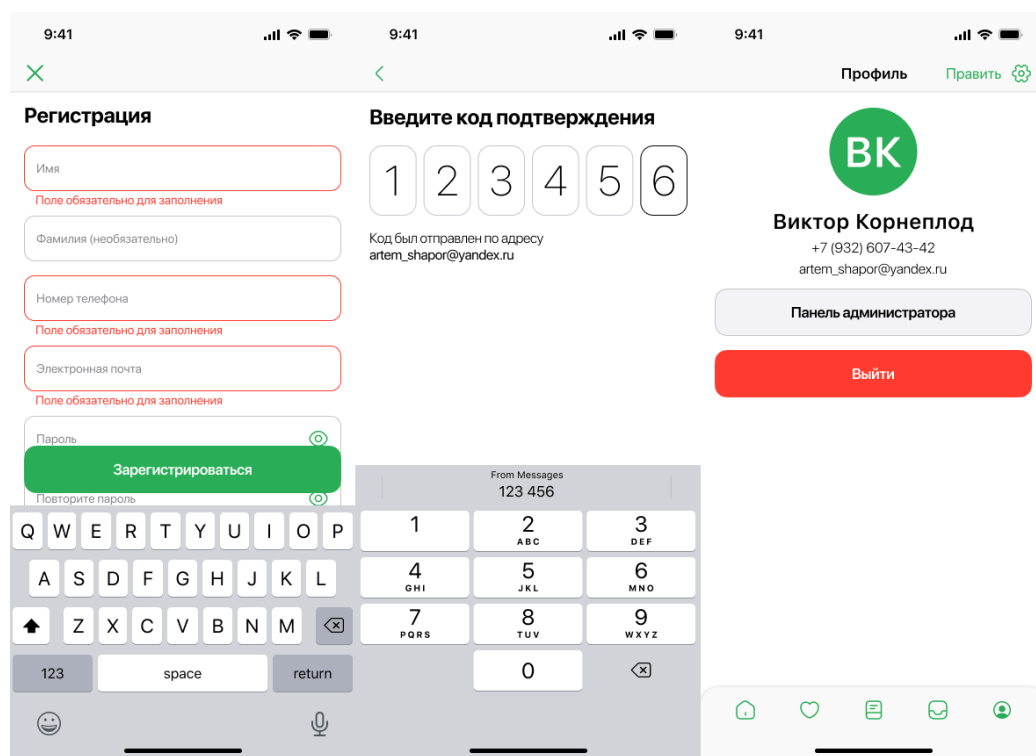 9:41
Регистрация
Имя
Поле обязательно для заполнения
Фамилия (необязательно)
Номер телефона
Поле обязательно для заполнения
Электронная почта
Поле обязательно для заполнения
Пароль
Зарегистрироваться
Повторите пароль
Q W E R T Y U I O P
A S D F G H J K L
Z X C V B N M
123 space return
9:41
Введите код подтверждения
1 2 3 4 5 6
Код был отправлен по адресу
artem_shapor@yandex.ru
From Messages
123 456
1 2 3
ABC DEF
4 5 6
GHI JKL MNO
7 8 9
PQRS TUV WXYZ
0
9:41
Профиль Править
ВК
Виктор Корнеплод
+7 (932) 607-43-42
artem_shapor@yandex.ru
Панель администратора
Выйти